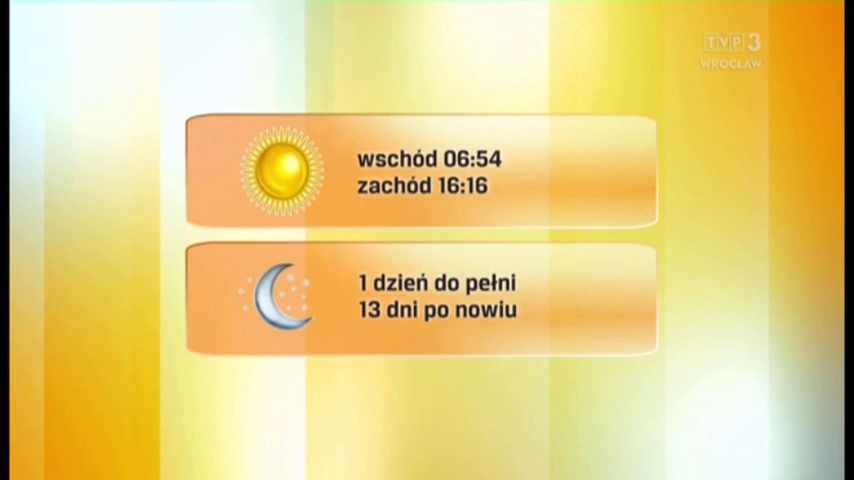 TVP3
WROCŁAW
wschód 06:54
zachód 16:16
1 dzień do pełni
13 dni po nowiu